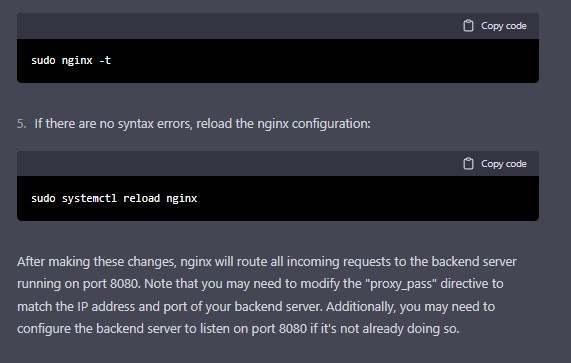 Copy code
sudo nginx -t
5. If there are no syntax errors, reload the nginx configuration:
Copy code
sudo systemctl reload nginx
After making these changes, nginx will route all incoming requests to the backend server
running on port 8080. Note that you may need to modify the "proxy_pass" directive to
match the IP address and port of your backend server. Additionally, you may need to
configure the backend server to listen on port 8080 if it's not already doing so.